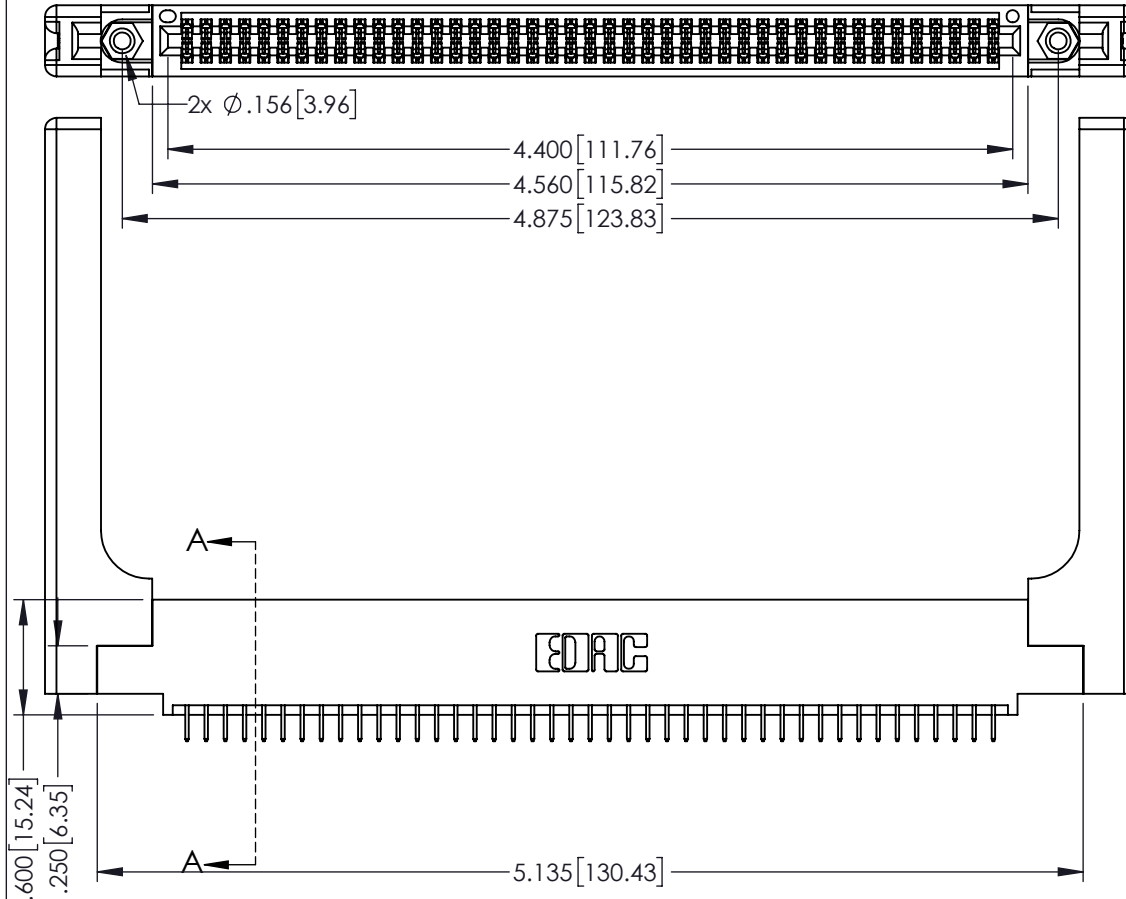 2x ⌀.156[3.96]
4.400[111.76]
4.560[115.82]
4.875[123.83]
A
EDAC
.600[15.24]
.250[6.35]
A
5.135[130.43]